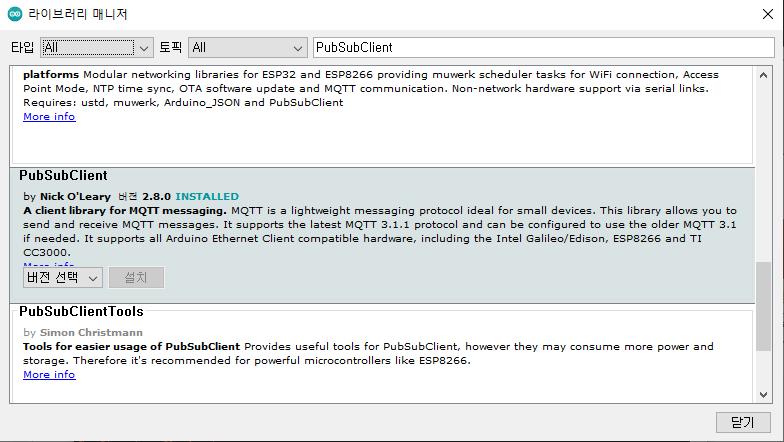 라이브러리 매니저
타입 All 토픽 All PubSubClient
platforms Modular networking libraries for ESP32 and ESP8266 providing muwerk scheduler tasks for WiFi connection, Access
Point Mode, NTP time sync, OTA software update and MQTT communication. Non-network hardware support via serial links.
Requires: ustd, muwerk, Arduino_JSON and PubSubClient
More info
PubSubClient
by Nick O'Leary 버전 2.8.0 INSTALLED
A client library for MQTT messaging. MQTT is a lightweight messaging protocol ideal for small devices. This library allows you to
send and receive MQTT messages. It supports the latest MQTT 3.1.1 protocol and can be configured to use the older MQTT 3.1
if needed. It supports all Arduino Ethernet Client compatible hardware, including the Intel Galileo/Edison, ESP8266 and TI
CC3000.
More info
버전 선택 설치
PubSubClientTools
by Simon Christmann
Tools for easier usage of PubSubClient Provides useful tools for PubSubClient, however they may consume more power and
storage. Therefore it's recommended for powerful microcontrollers like ESP8266.
More info
닫기